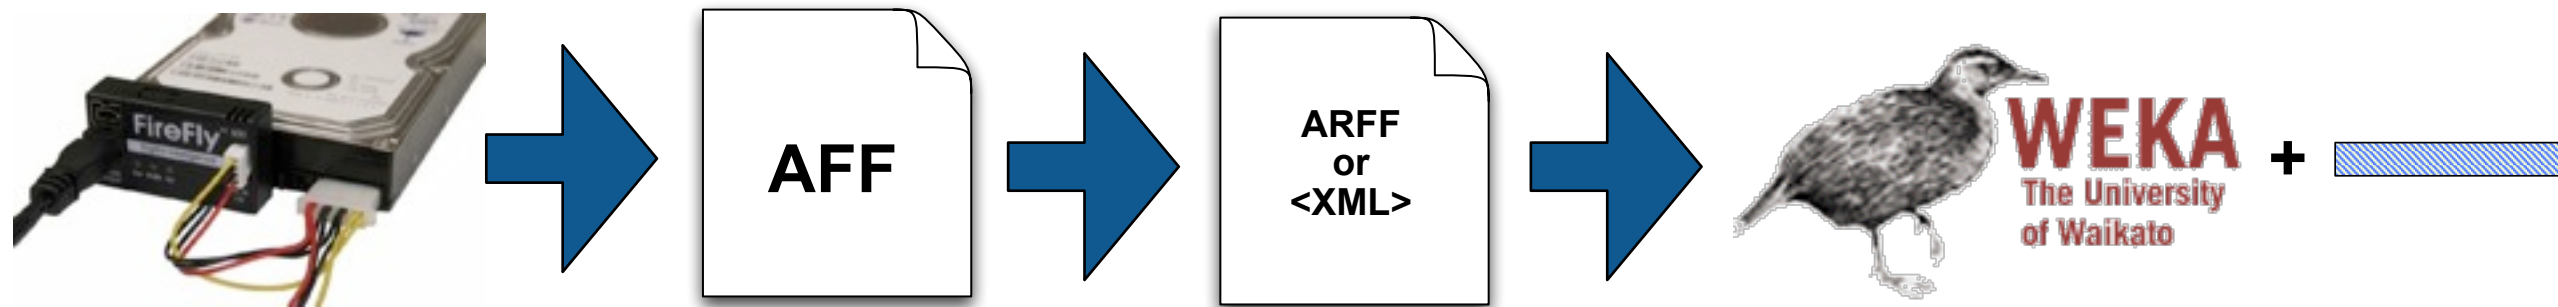 FireFly
AFF
ARFF
or
<XML>
WEKA
The University
of Waikato
+